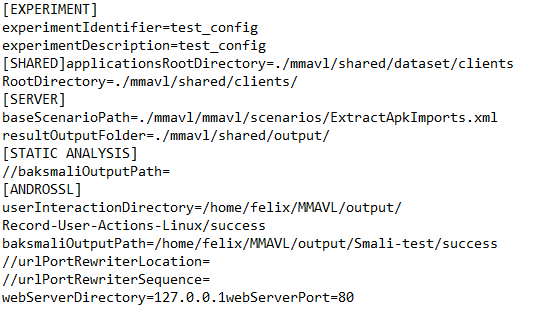 [EXPERIMENT]
experimentIdentifier=test_config
experimentDescription=test_config
[SHARED]applicationsRootDirectory=./mmavl/shared/dataset/clients
RootDirectory=./mmavl/shared/clients/
[SERVER]
baseScenarioPath=./mmavl/mmavl/scenarios/ExtractApkImports.xml
resultOutputFolder=./mmavl/shared/output/
[STATIC ANALYSIS]
//baksmaliOutputPath=
[ANDROSSL]
userInteractionDirectory=/home/felix/MMAVL/output/
Record-User-Actions-Linux/success
baksmaliOutputPath=/home/felix/MMAVL/output/Smali-test/success
//urlPortRewriterLocation=
//urlPortRewriterSequence=
webServerDirectory=127.0.0.1webServerPort=80